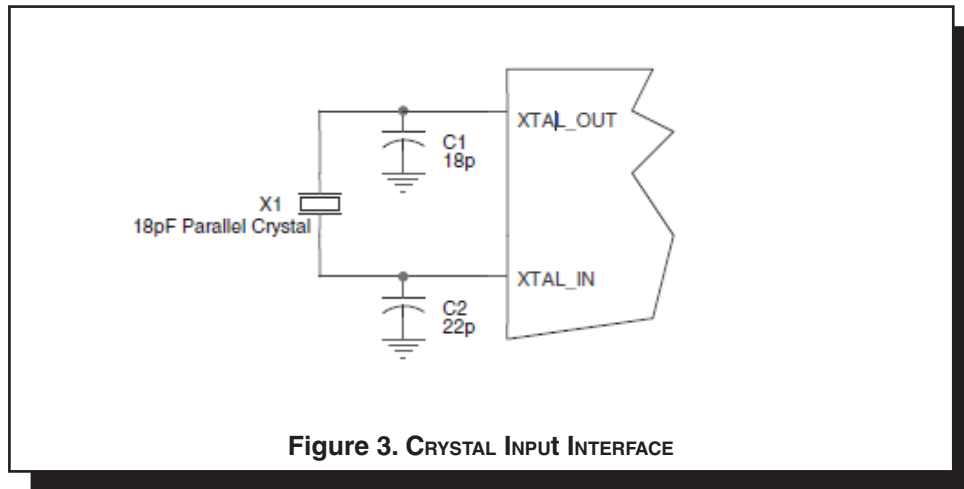 XTAL_OUT
C1
18p
X1
18pF Parallel Crystal
XTAL_IN
C2
22p
Figure 3. CRYSTAL INPUt INTERFACE